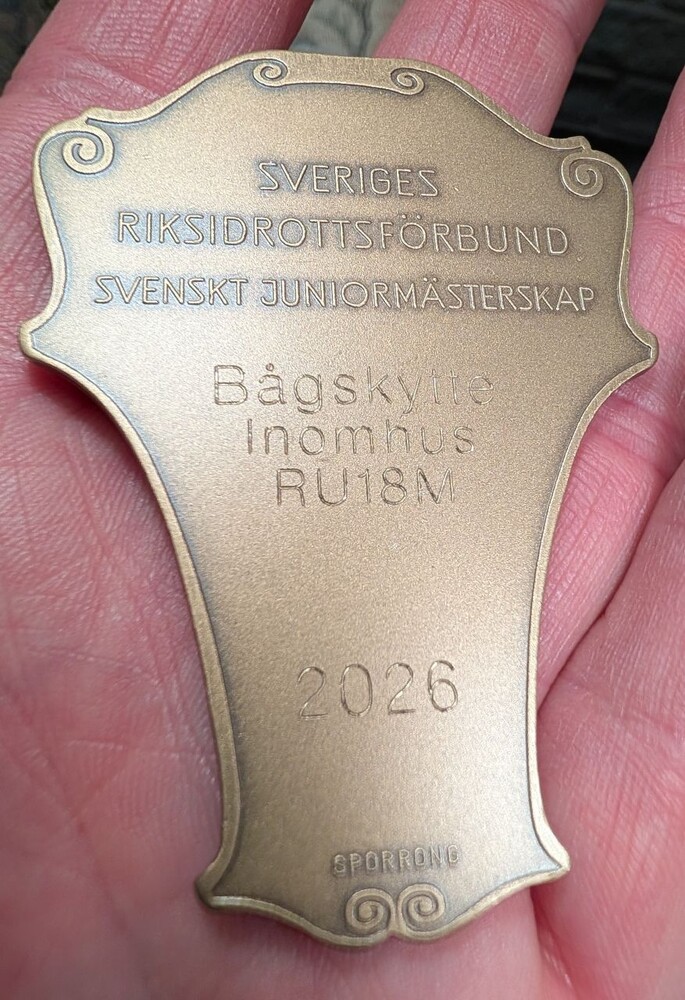 SVERIGES
RIKSIDROTTSFÖRBUND
SVENSKT JUNIORMÄSTERSKAP
Bågskytte
Inomhus
RU18M
2026
SPORRONG